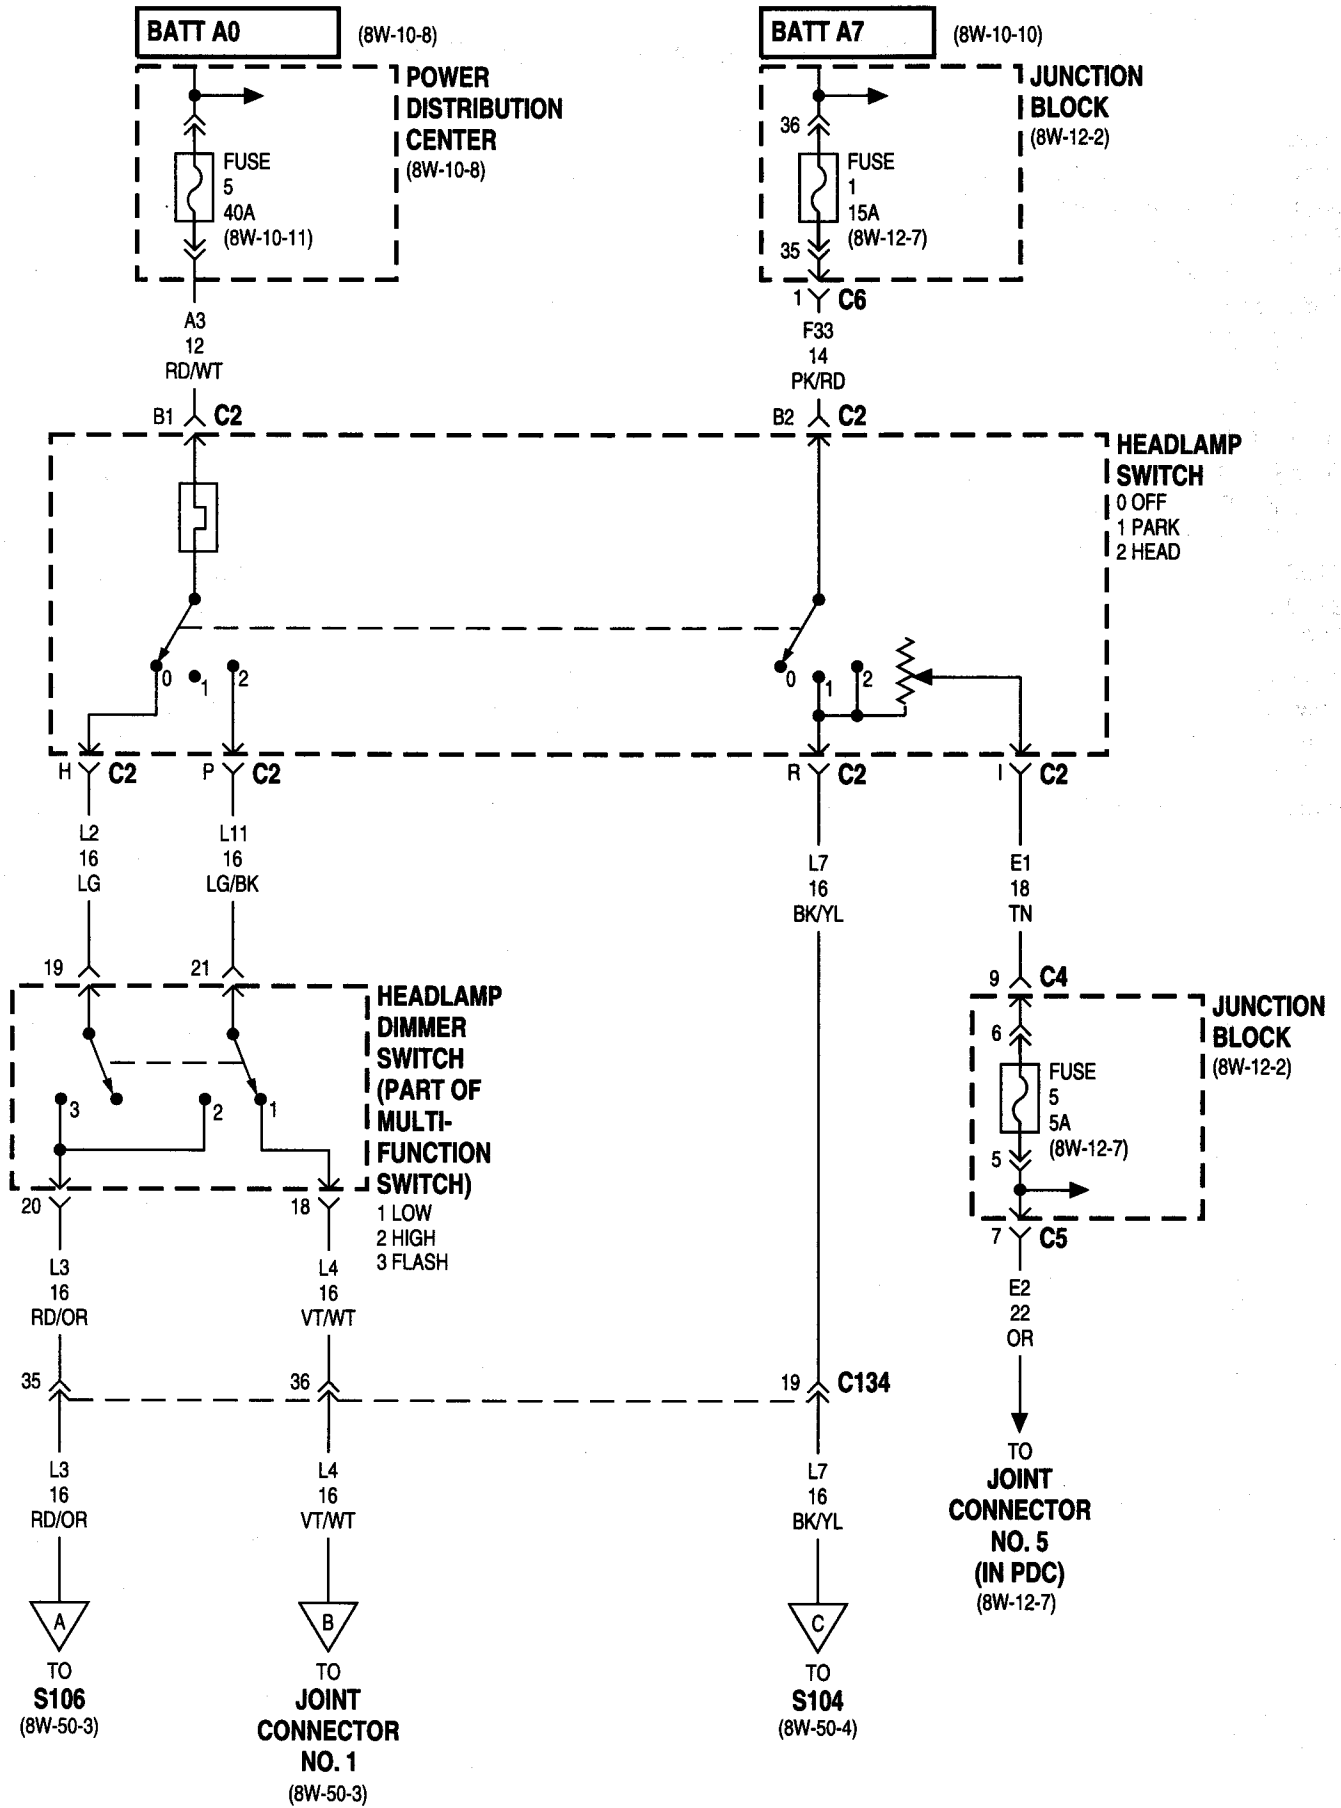 BATT A0
(8W-10-8)
BATT A7
(8W-10-10)
POWER
DISTRIBUTION
CENTER
(8W-10-8)
FUSE
5
40A
(8W-10-11)
JUNCTION
BLOCK
(8W-12-2)
36
FUSE
1
15A
(8W-12-7)
35
1 C6
A3
12
RD/WT
F33
14
PK/RD
B1 C2
B2 C2
HEADLAMP
SWITCH
0 OFF
1 PARK
2 HEAD
0 1 2
0 1 2
H C2
P C2
R C2
I C2
L2
16
LG
L11
16
LG/BK
L7
16
BK/YL
E1
18
TN
19
21
9 C4
HEADLAMP
DIMMER
SWITCH
(PART OF
MULTI-
FUNCTION
SWITCH)
1 LOW
2 HIGH
3 FLASH
3 2 1
JUNCTION
BLOCK
(8W-12-2)
6
FUSE
5
5A
(8W-12-7)
5
20
18
7 C5
L3
16
RD/OR
L4
16
VT/WT
E2
22
OR
35
36
19 C134
TO
JOINT
CONNECTOR
NO. 5
(IN PDC)
(8W-12-7)
L3
16
RD/OR
L4
16
VT/WT
L7
16
BK/YL
A
B
C
TO
S106
(8W-50-3)
TO
JOINT
CONNECTOR
NO. 1
(8W-50-3)
TO
S104
(8W-50-4)